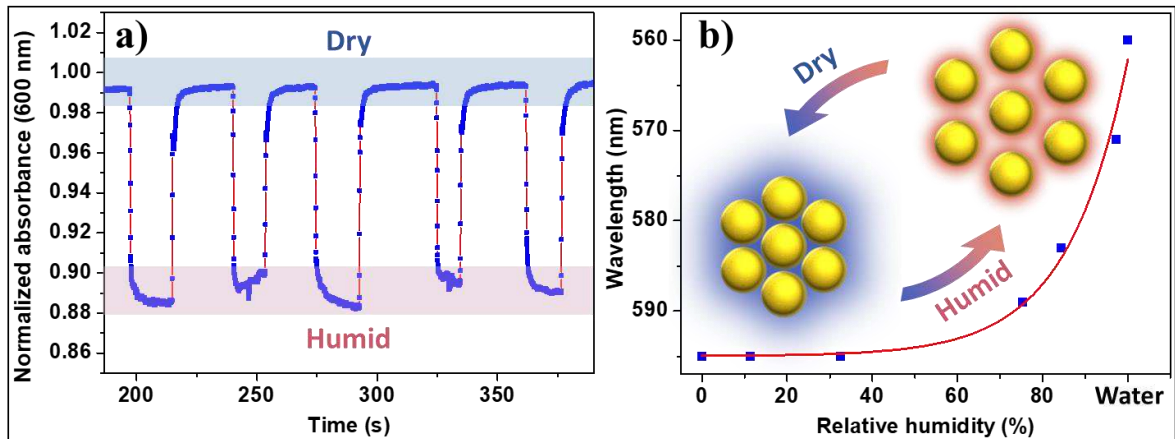 a)
Dry
Humid
Normalized absorbance (600 nm)
1.02
1.00
0.98
0.96
0.94
0.92
0.90
0.88
0.86
200
250
300
350
Time (s)
b)
Dry
Humid
Wavelength (nm)
560
570
580
590
0
20
40
60
80
Water
Relative humidity (%)